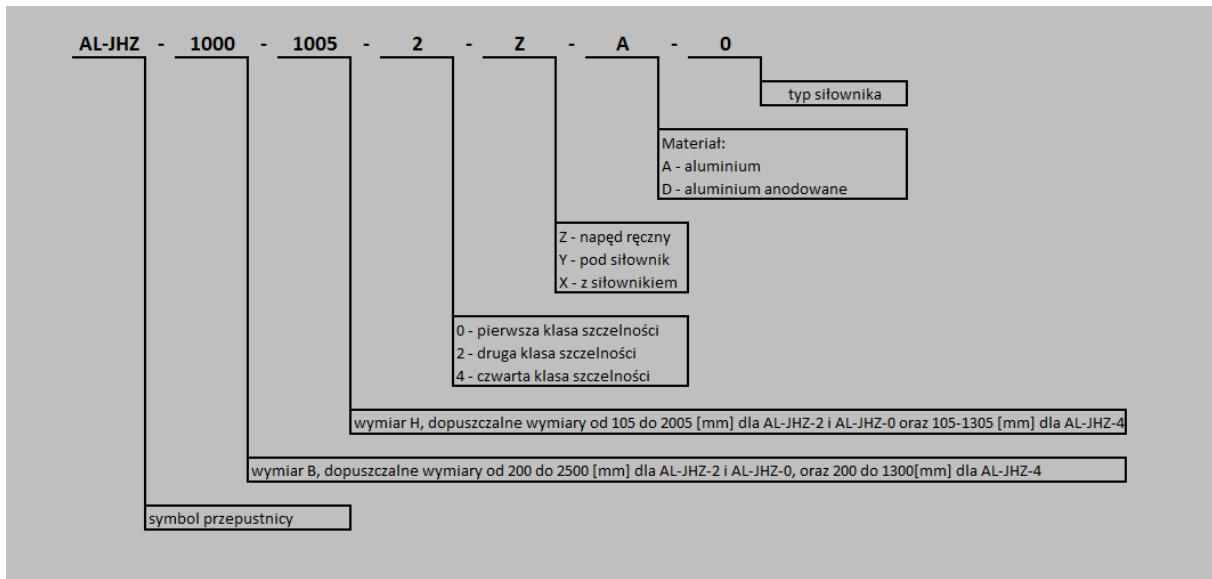 AL-JHZ - 1000 - 1005 - 2 - Z - A - 0
typ siłownika
Materiał:
A - aluminium
D - aluminium anodowane
Z - napęd ręczny
Y - pod siłownik
X - z siłownikiem
0 - pierwsza klasa szczelności
2 - druga klasa szczelności
4 - czwarta klasa szczelności
wymiar H, dopuszczalne wymiary od 105 do 2005 [mm] dla AL-JHZ-2 i AL-JHZ-0 oraz 105-1305 [mm] dla AL-JHZ-4
wymiar B, dopuszczalne wymiary od 200 do 2500 [mm] dla AL-JHZ-2 i AL-JHZ-0, oraz 200 do 1300[mm] dla AL-JHZ-4
symbol przepustnicy